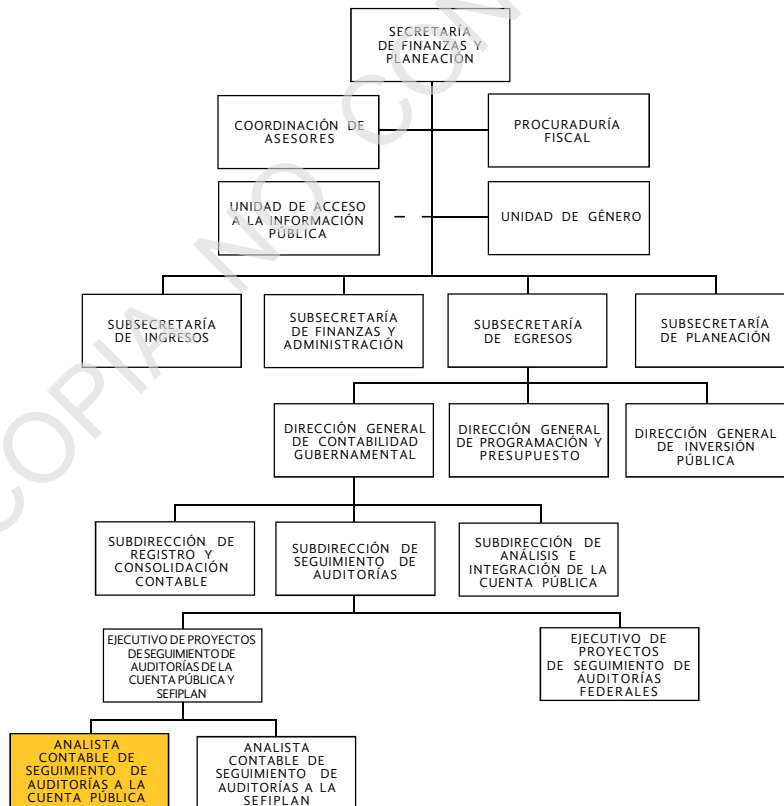 SECRETARÍA
DE FINANZAS Y
PLANEACIÓN
COORDINACIÓN DE
ASESORES
PROCURADURÍA
FISCAL
UNIDAD DE ACCESO
A LA INFORMACIÓN
PÚBLICA
UNIDAD DE GÉNERO
SUBSECRETARÍA
DE INGRESOS
SUBSECRETARÍA
DE FINANZAS Y
ADMINISTRACIÓN
SUBSECRETARÍA
DE EGRESOS
SUBSECRETARÍA
DE PLANEACIÓN
DIRECCIÓN GENERAL
DE CONTABILIDAD
GUBERNAMENTAL
DIRECCIÓN GENERAL
DE PROGRAMACIÓN Y
PRESUPUESTO
DIRECCIÓN GENERAL
DE INVERSIÓN
PÚBLICA
SUBDIRECCIÓN DE
REGISTRO Y
CONSOLIDACIÓN
CONTABLE
SUBDIRECCIÓN DE
SEGUIMIENTO DE
AUDITORÍAS
SUBDIRECCIÓN DE
ANÁLISIS E
INTEGRACIÓN DE LA
CUENTA PÚBLICA
EJECUTIVO DE PROYECTOS
DE SEGUIMIENTO DE
AUDITORÍAS DE LA
CUENTA PÚBLICA Y
SEFIPLAN
EJECUTIVO DE
PROYECTOS
DE SEGUIMIENTO DE
AUDITORÍAS
FEDERALES
ANALISTA
CONTABLE DE
SEGUIMIENTO DE
AUDITORÍAS A LA
CUENTA PÚBLICA
ANALISTA
CONTABLE DE
SEGUIMIENTO DE
AUDITORÍAS A LA
SEFIPLAN
COPIA NO CON